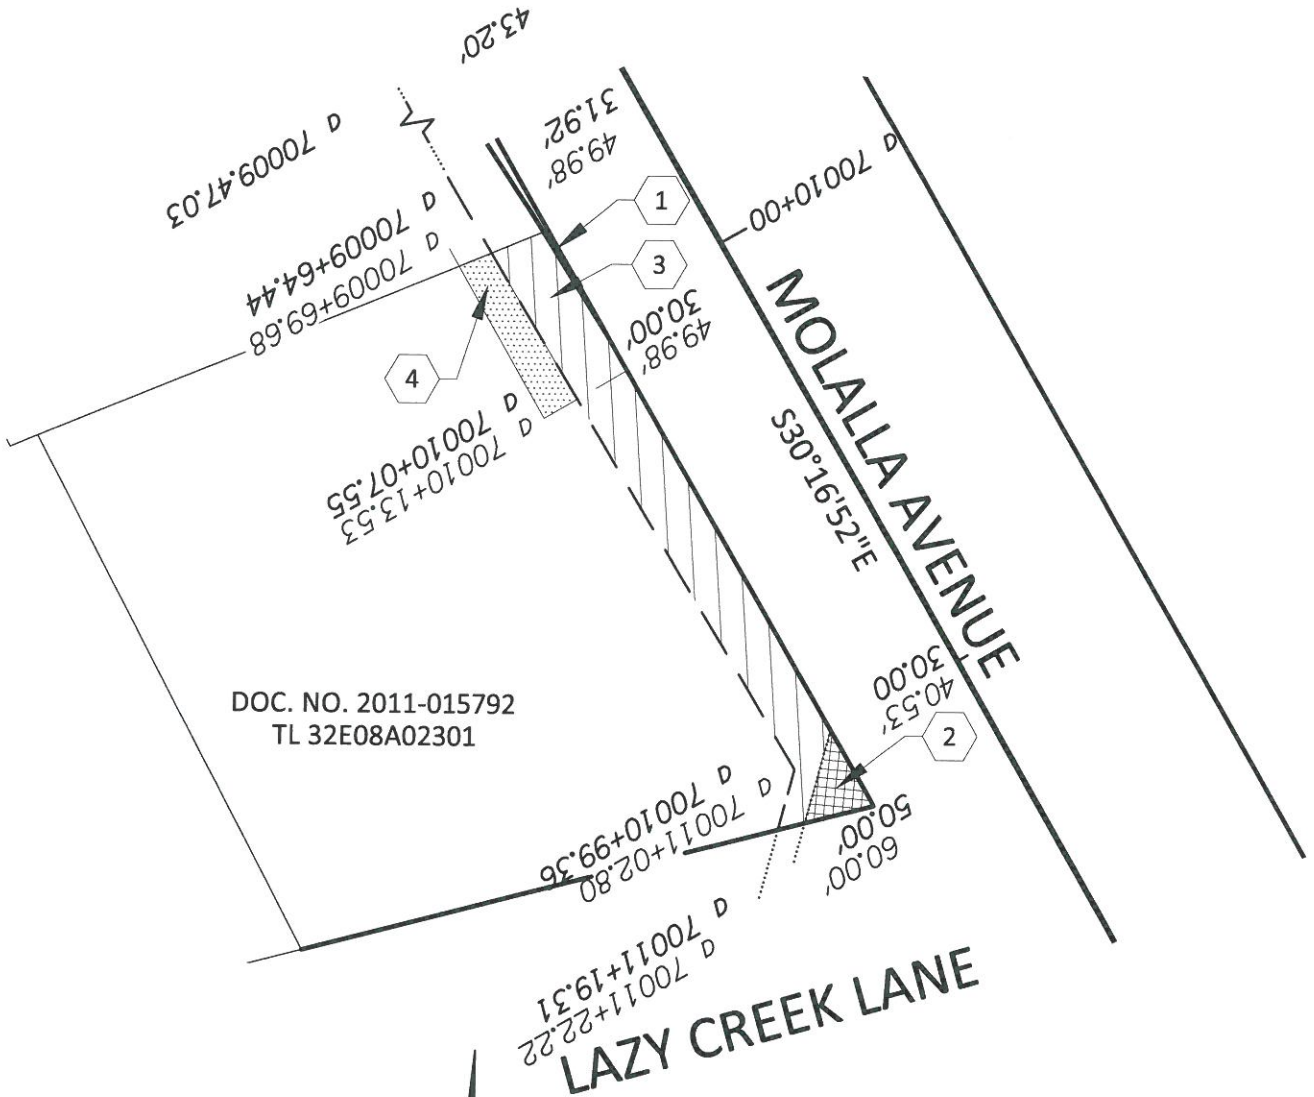 43.20'
31.92'
49.98'
D 70009.47.03
D 70009+64.44
D 70009+69.68
1
3
D 70010+00
30.00'
49.98'
4
MOLALLA AVENUE
S30°16'52"E
D 70010+07.55
D 70010+13.53
DOC. NO. 2011-015792
TL 32E08A02301
30.00
40.53'
2
D 70010+99.36
D 70011+02.80
50.00'
60.00'
D 70011+19.31
D 70011+22.22
LAZY CREEK LANE